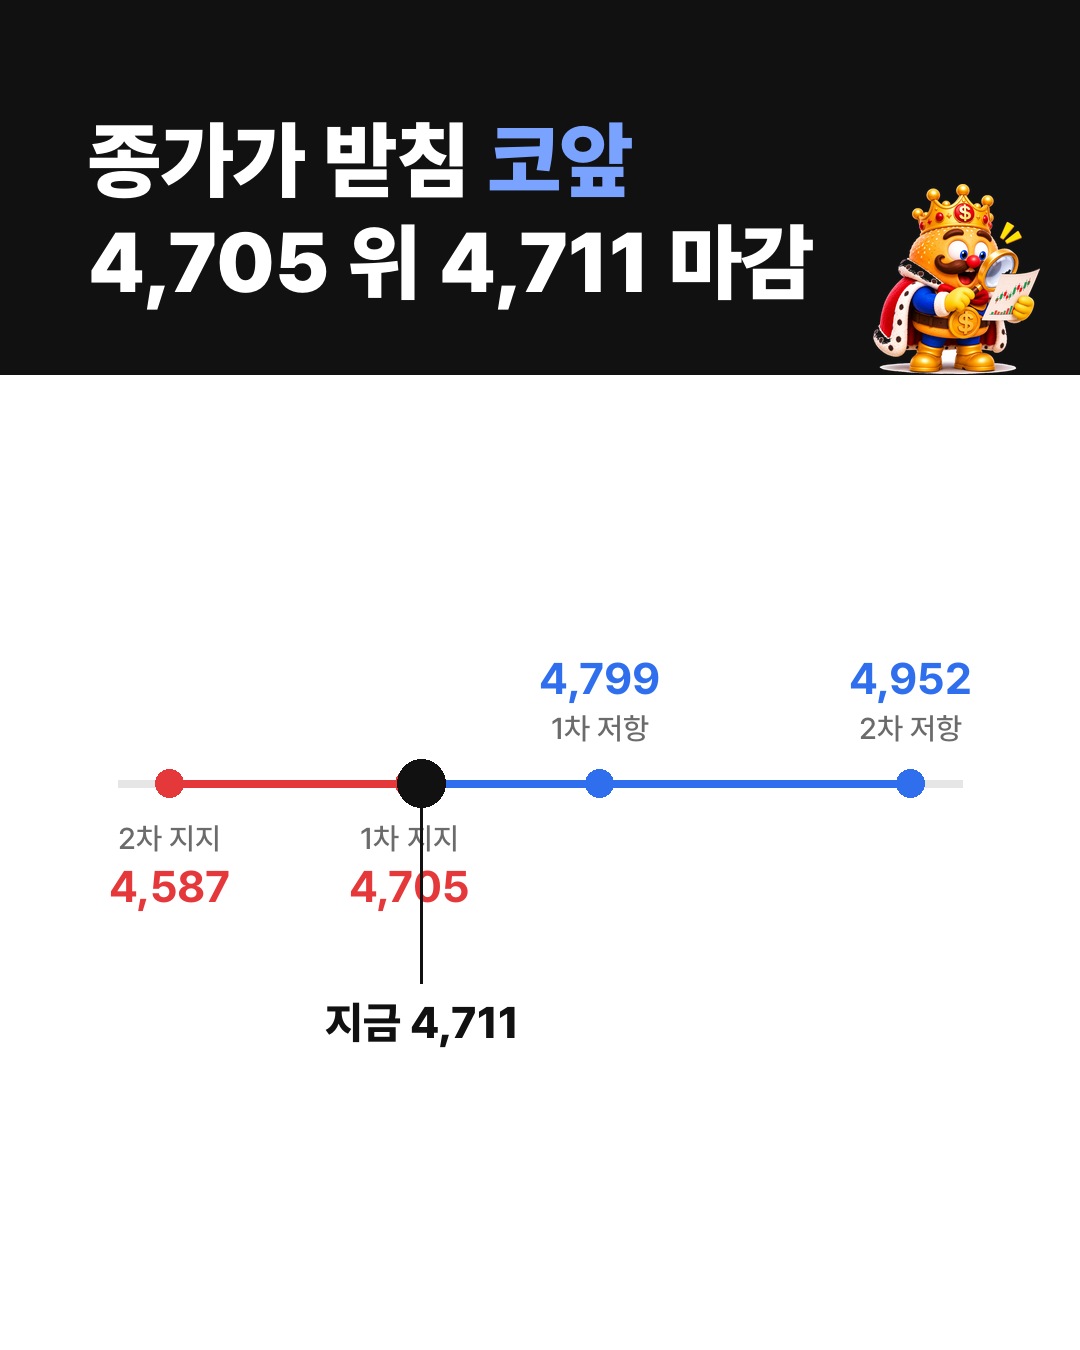 종가가 받침 코앞
4,705 위 4,711 마감
4,799
1차 저항
4,952
2차 저항
2차 지지
4,587
1차 지지
4,705
지금 4,711